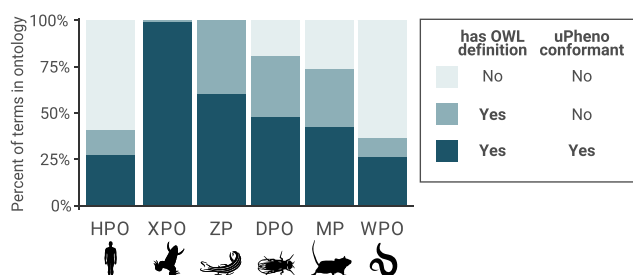 Percent of terms in ontology
100%
75%
50%
25%
0%
HPO XPO ZP DPO MP WPO
has OWL definition
uPheno conformant
No No
Yes No
Yes Yes